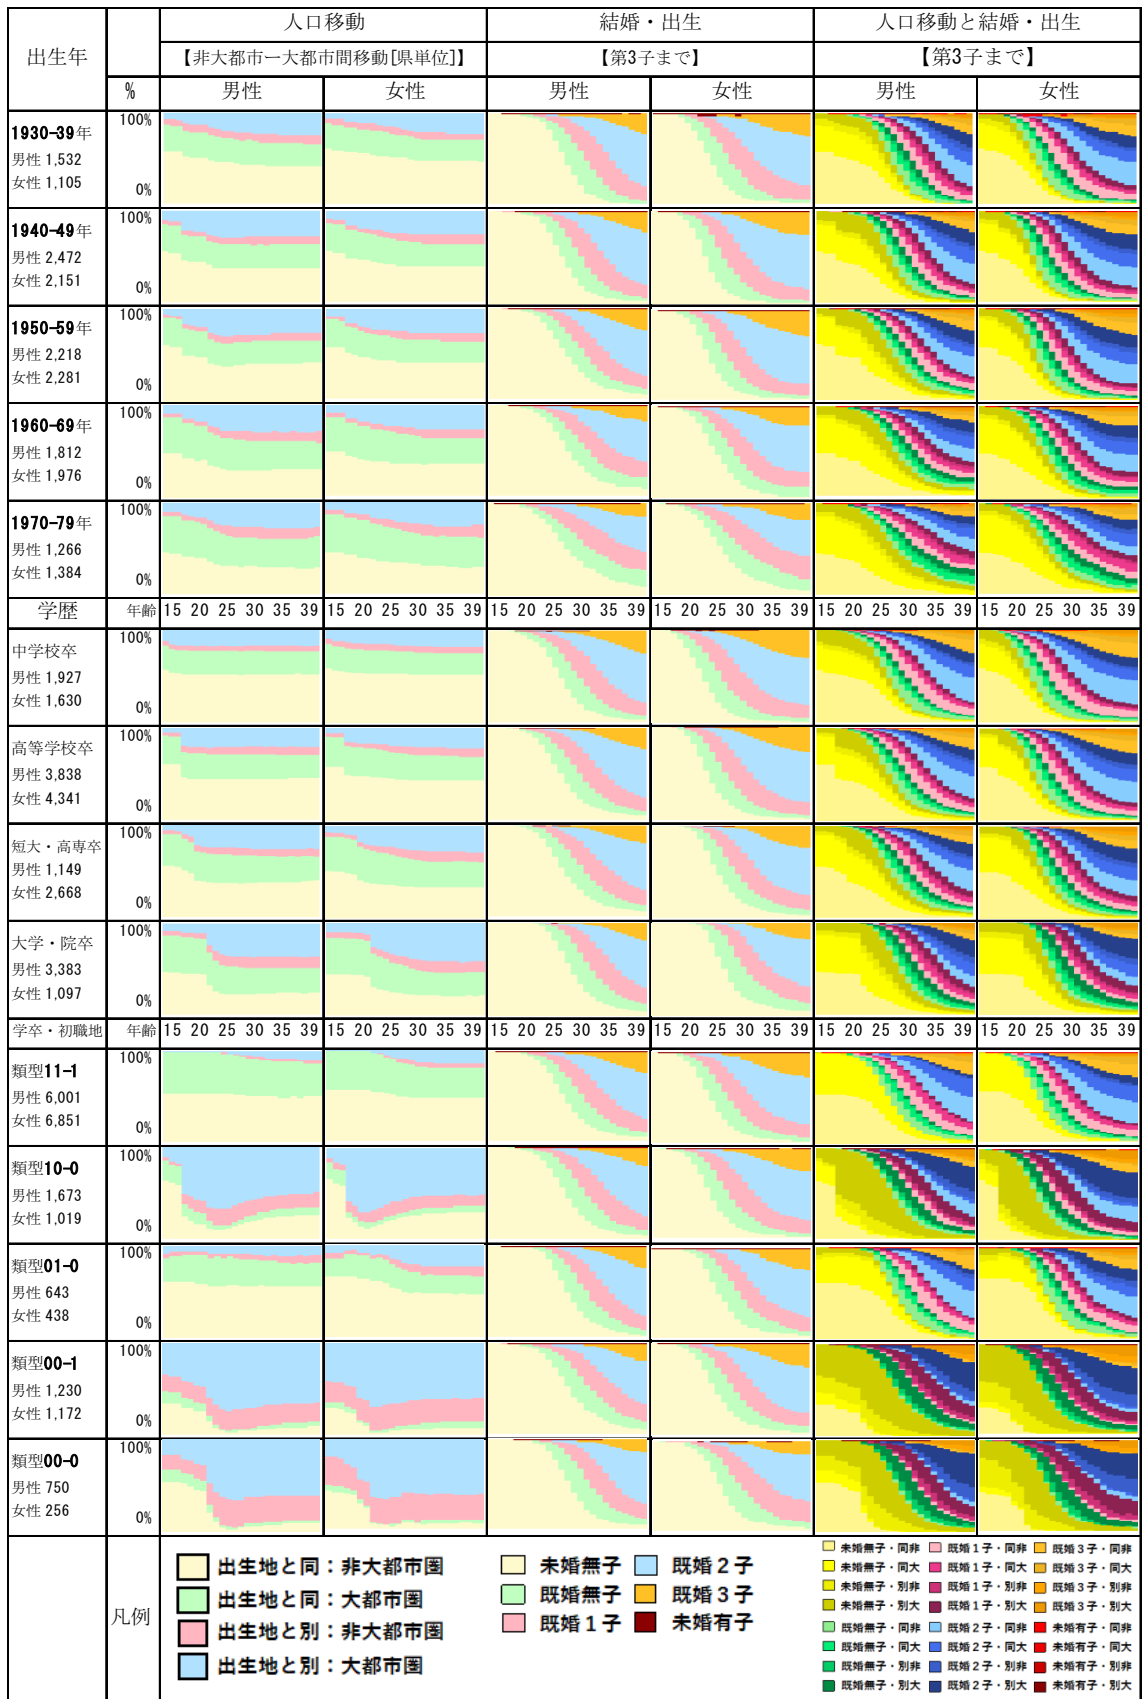 出生年
人口移動
結婚・出生
人口移動と結婚・出生
【非大都市ー大都市間移動[県単位]】
【第3子まで】
【第3子まで】
%
男性
女性
男性
女性
男性
女性
1930-39年
男性 1,532
女性 1,105
100%
0%
1940-49年
男性 2,472
女性 2,151
100%
0%
1950-59年
男性 2,218
女性 2,281
100%
0%
1960-69年
男性 1,812
女性 1,976
100%
0%
1970-79年
男性 1,266
女性 1,384
100%
0%
学歴
年齢
15 20 25 30 35 39
15 20 25 30 35 39
15 20 25 30 35 39
15 20 25 30 35 39
15 20 25 30 35 39
15 20 25 30 35 39
中学校卒
男性 1,927
女性 1,630
100%
0%
高等学校卒
男性 3,838
女性 4,341
100%
0%
短大・高専卒
男性 1,149
女性 2,668
100%
0%
大学・院卒
男性 3,383
女性 1,097
100%
0%
学卒・初職地
年齢
15 20 25 30 35 39
15 20 25 30 35 39
15 20 25 30 35 39
15 20 25 30 35 39
15 20 25 30 35 39
15 20 25 30 35 39
類型11-1
男性 6,001
女性 6,851
100%
0%
類型10-0
男性 1,673
女性 1,019
100%
0%
類型01-0
男性 643
女性 438
100%
0%
類型00-1
男性 1,230
女性 1,172
100%
0%
類型00-0
男性 750
女性 256
100%
0%
凡例
出生地と同：非大都市圏
出生地と同：大都市圏
出生地と別：非大都市圏
出生地と別：大都市圏
未婚無子
既婚２子
既婚無子
既婚３子
既婚１子
未婚有子
未婚無子・同非
既婚１子・同非
既婚３子・同非
未婚無子・同大
既婚１子・同大
既婚３子・同大
未婚無子・別非
既婚１子・別非
既婚３子・別非
未婚無子・別大
既婚１子・別大
既婚３子・別大
既婚無子・同非
既婚２子・同非
未婚有子・同非
既婚無子・同大
既婚２子・同大
未婚有子・同大
既婚無子・別非
既婚２子・別非
未婚有子・別非
既婚無子・別大
既婚２子・別大
未婚有子・別大